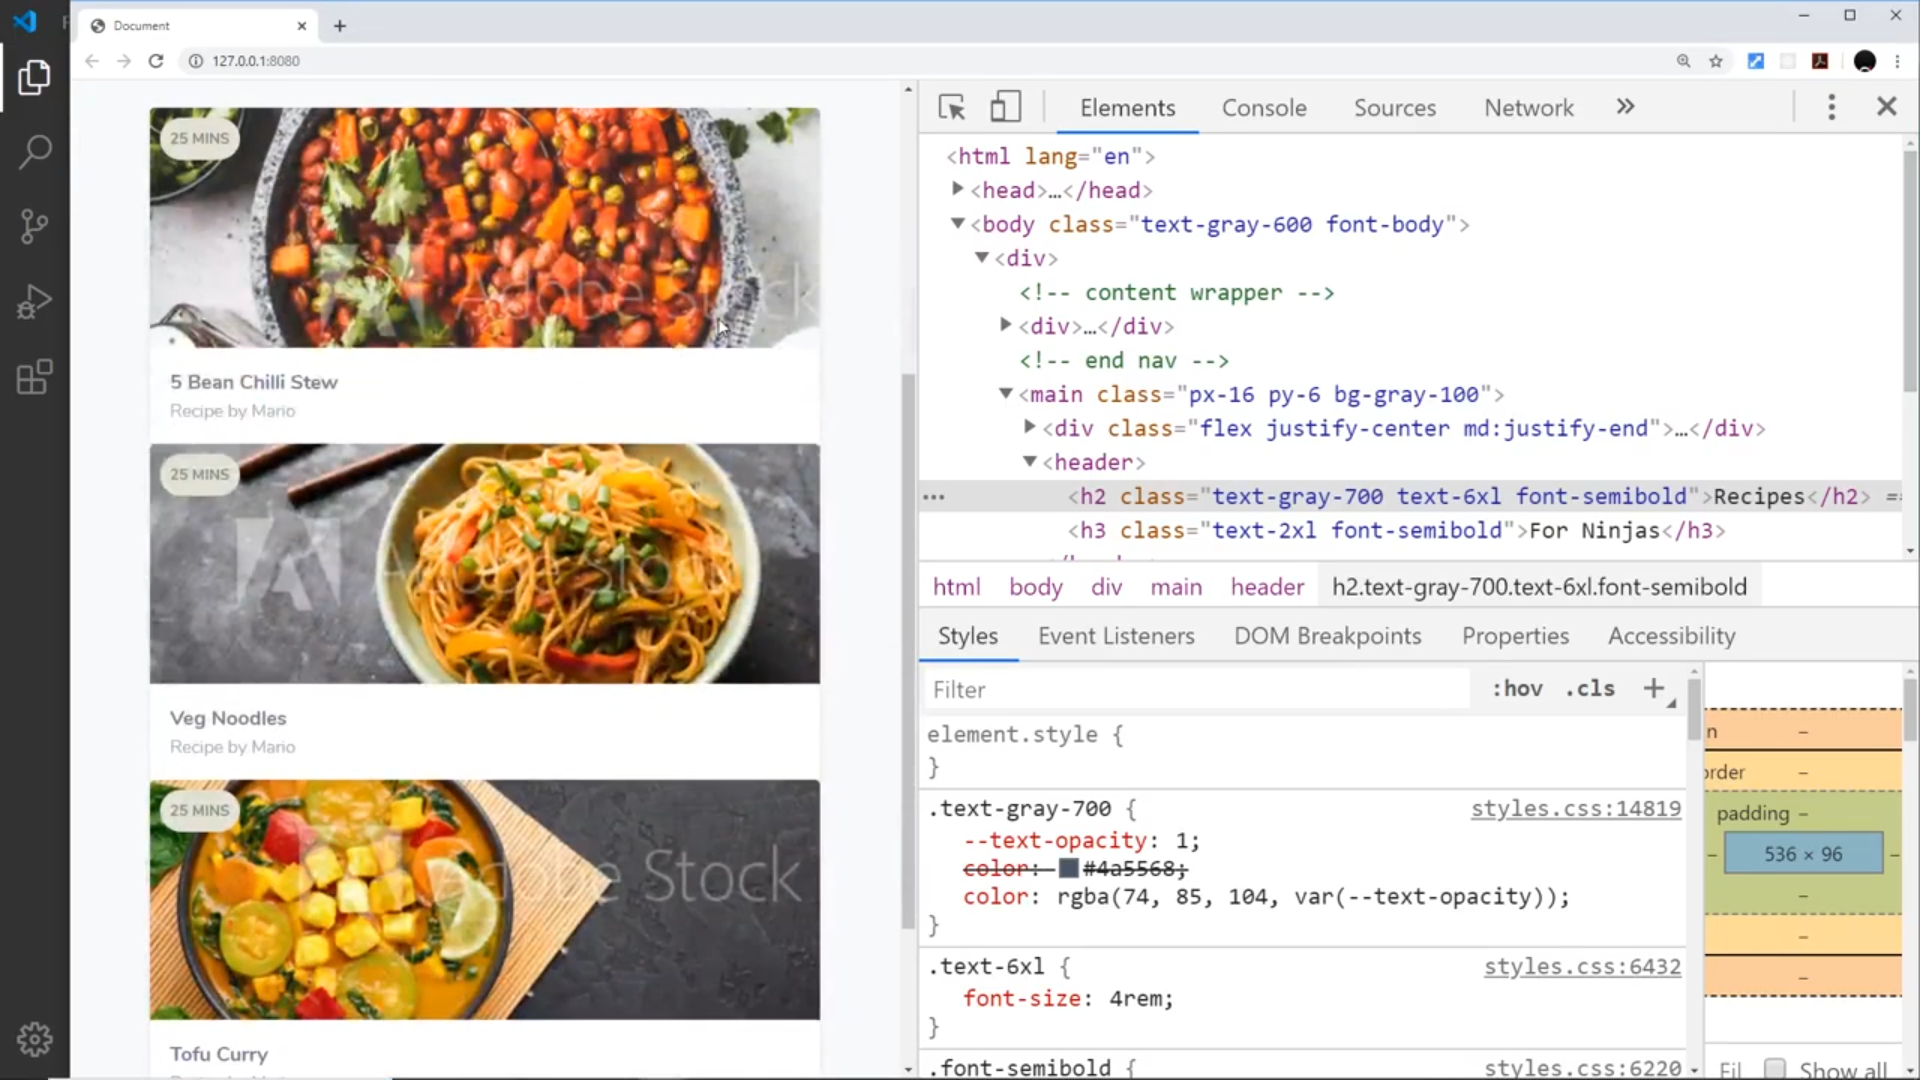 Document
127.0.0.1:8080
25 MINS
Adobe Stock
5 Bean Chilli Stew
Recipe by Mario
25 MINS
Adobe Stock
Veg Noodles
Recipe by Mario
25 MINS
Adobe Stock
Tofu Curry
Elements Console Sources Network »
<html lang="en">
<head>…</head>
<body class="text-gray-600 font-body">
<div>
<!-- content wrapper -->
<div>…</div>
<!-- end nav -->
<main class="px-16 py-6 bg-gray-100">
<div class="flex justify-center md:justify-end">…</div>
<header>
<h2 class="text-gray-700 text-6xl font-semibold">Recipes</h2> ==
<h3 class="text-2xl font-semibold">For Ninjas</h3>
html body div main header h2.text-gray-700.text-6xl.font-semibold
Styles Event Listeners DOM Breakpoints Properties Accessibility
Filter :hov .cls +
element.style {
}
.text-gray-700 { styles.css:14819
--text-opacity: 1;
color: #4a5568;
color: rgba(74, 85, 104, var(--text-opacity));
}
.text-6xl { styles.css:6432
font-size: 4rem;
}
.font-semibold { styles.css:6220
n –
rder –
padding –
– 536 × 96 –
–
–
–
Fil Show all